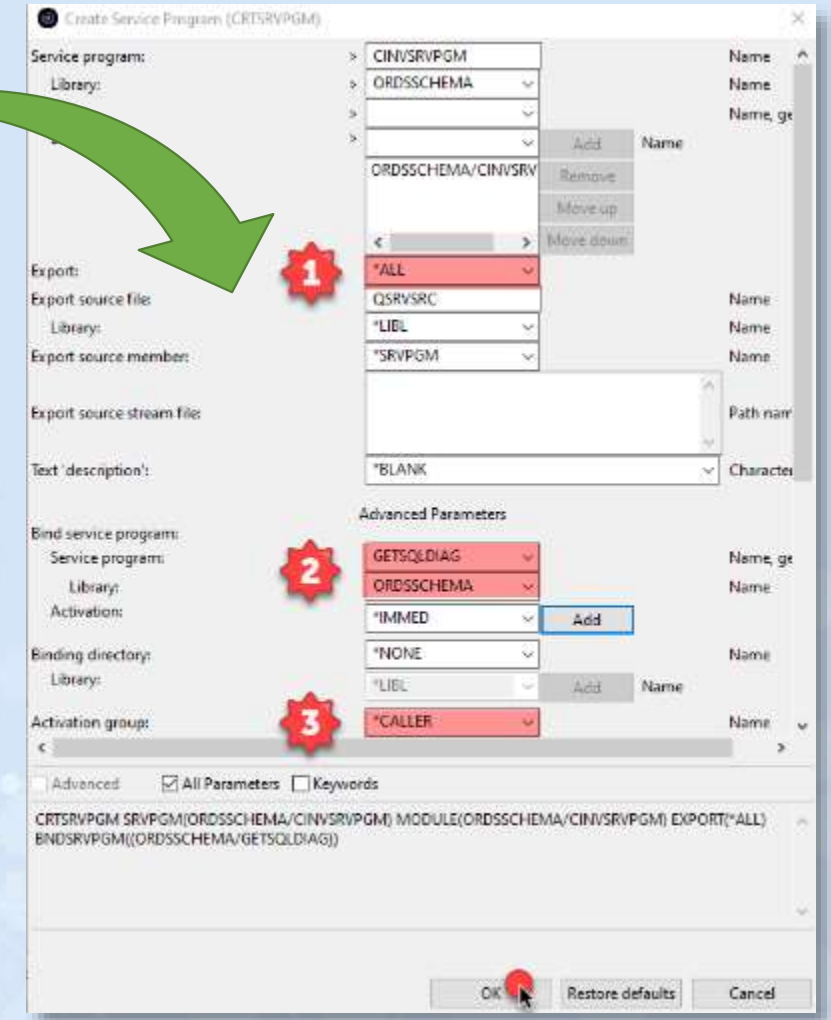 Create Service Program (CRTSRVPGM)
Service program: > CINVSRVPGM Name
Library: > ORDSSCHEMA Name
> Name, ge
> Add Name
ORDSSCHEMA/CINVSRV Remove
Move up
Move down
Export: 1 *ALL
Export source file: QSRVSRC Name
Library: *LIBL Name
Export source member: *SRVPGM Name
Export source stream file: Path nam
Text 'description': *BLANK Character
Advanced Parameters
Bind service program:
Service program: 2 GETSQLDIAG Name, ge
Library: ORDSSCHEMA Name
Activation: *IMMED Add
Binding directory: *NONE Name
Library: *LIBL Add Name
Activation group: 3 *CALLER Name
Advanced All Parameters Keywords
CRTSRVPGM SRVPGM(ORDSSCHEMA/CINVSRVPGM) MODULE(ORDSSCHEMA/CINVSRVPGM) EXPORT(*ALL)
BNDSRVPGM((ORDSSCHEMA/GETSQLDIAG))
OK Restore defaults Cancel